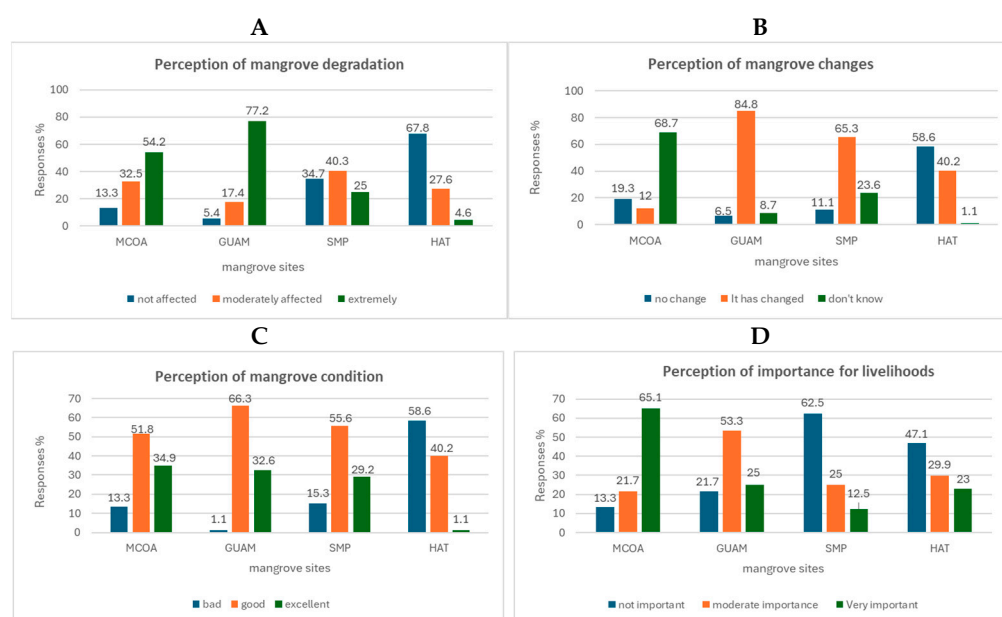 A
Perception of mangrove degradation
Responses %
100
80
60
40
20
0
13.3 32.5 54.2
5.4 17.4 77.2
34.7 40.3 25
67.8 27.6 4.6
MCOA GUAM SMP HAT
mangrove sites
not affected moderately affected extremely
B
Perception of mangrove changes
Responses %
100
80
60
40
20
0
19.3 12 68.7
6.5 84.8 8.7
11.1 65.3 23.6
58.6 40.2 1.1
MCOA GUAM SMP HAT
mangrove sites
no change It has changed don't know
C
Perception of mangrove condition
Responses %
70
60
50
40
30
20
10
0
13.3 51.8 34.9
1.1 66.3 32.6
15.3 55.6 29.2
58.6 40.2 1.1
MCOA GUAM SMP HAT
mangrove sites
bad good excellent
D
Perception of importance for livelihoods
Responses %
70
60
50
40
30
20
10
0
13.3 21.7 65.1
21.7 53.3 25
62.5 25 12.5
47.1 29.9 23
MCOA GUAM SMP HAT
mangrove sites
not important moderate importance Very important